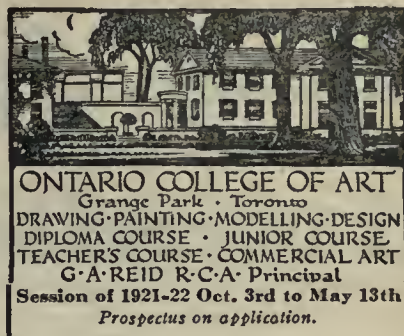 ONTARIO COLLEGE OF ART
Grange Park · Toronto
DRAWING·PAINTING·MODELLING·DESIGN
DIPLOMA COURSE · JUNIOR COURSE
TEACHER'S COURSE · COMMERCIAL ART
G·A·REID R·C·A· Principal
Session of 1921-22 Oct. 3rd to May 13th
Prospectus on application.